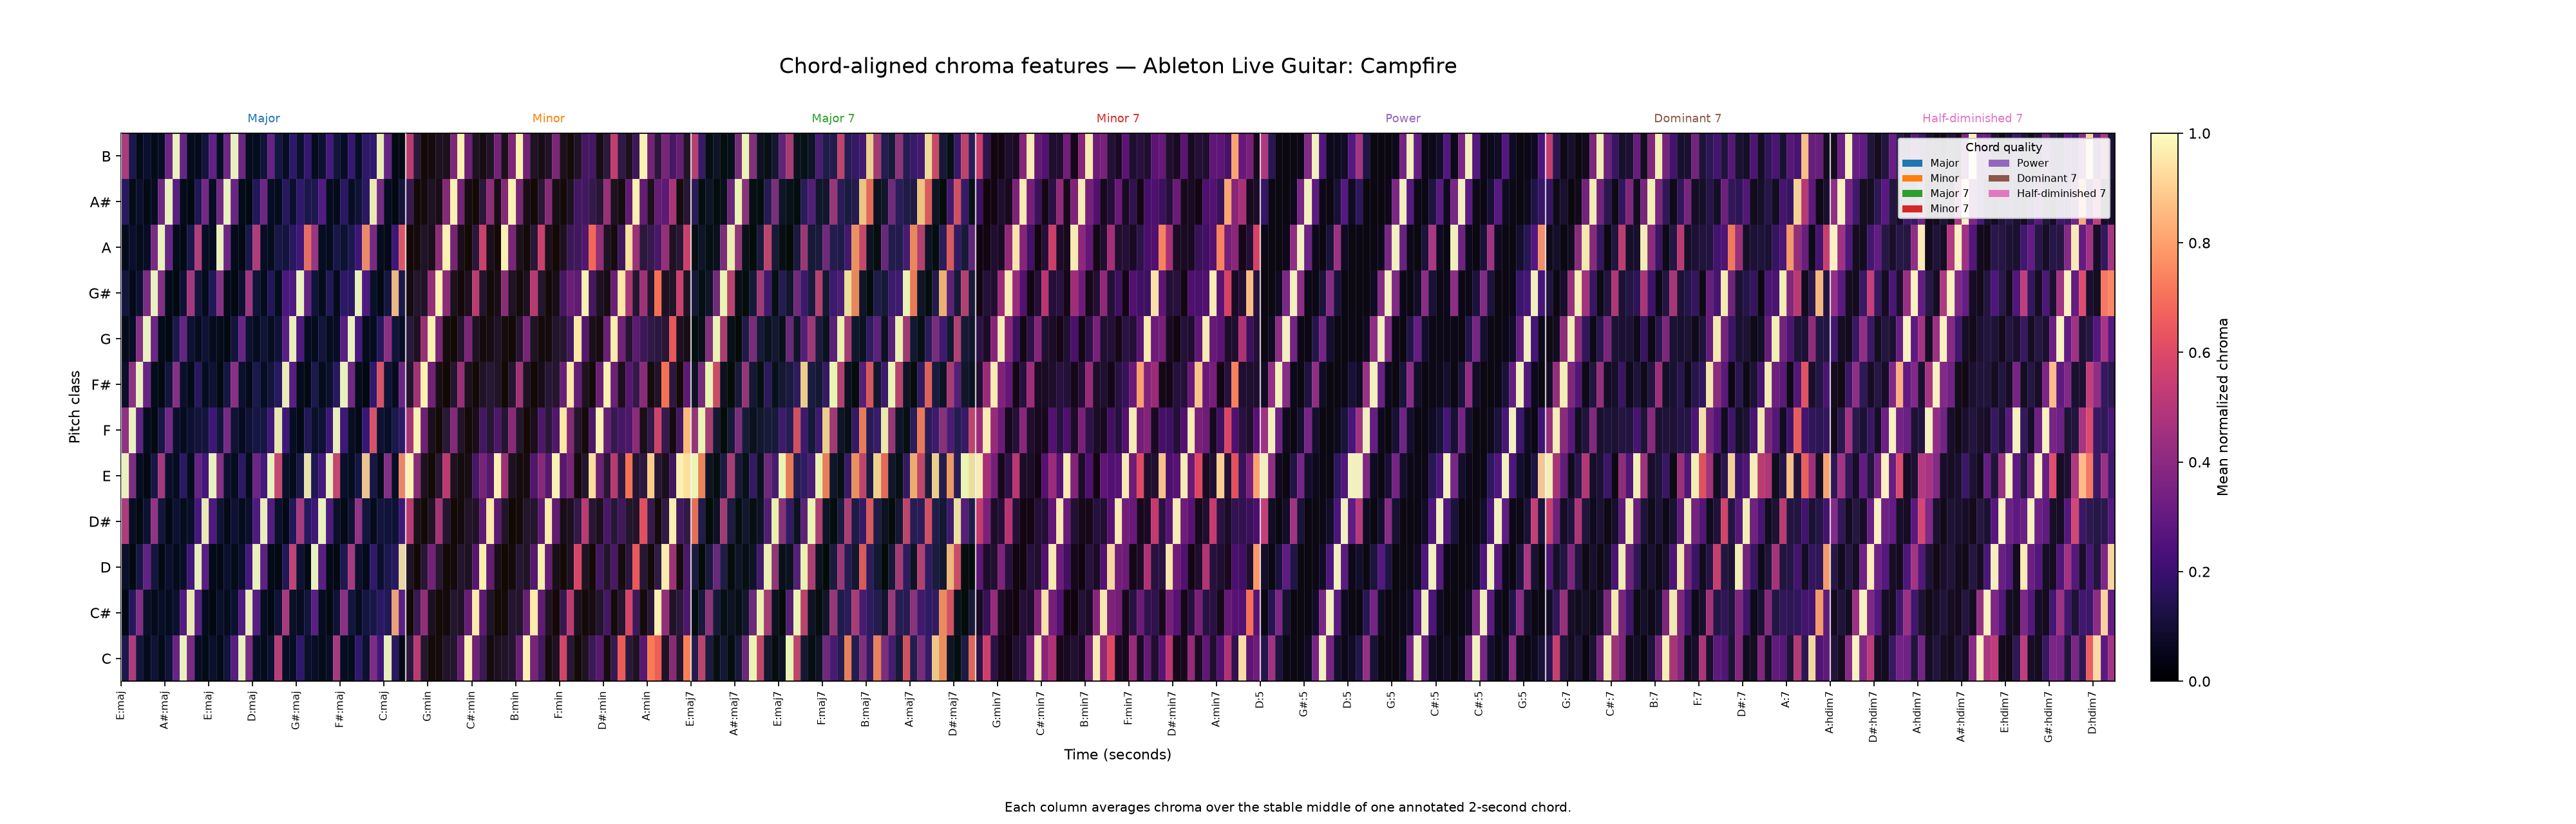 Chord-aligned chroma features — Ableton Live Guitar: Campfire
Major Minor Major 7 Minor 7 Power Dominant 7 Half-diminished 7
Chord quality
Major Power
Minor Dominant 7
Major 7 Half-diminished 7
Minor 7
Pitch class
B
A#
A
G#
G
F#
F
E
D#
D
C#
C
1.0
0.8
0.6
0.4
0.2
0.0
Mean normalized chroma
E:maj A#:maj E:maj D:maj G#:maj F#:maj C:maj G:min C#:min B:min F:min D#:min A:min E:maj7 A#:maj7 E:maj7 F:maj7 B:maj7 A:maj7 D#:maj7 G:min7 C#:min7 B:min7 F:min7 D#:min7 A:min7 D:5 G#:5 D:5 G:5 C#:5 C#:5 G:5 G:7 C#:7 B:7 F:7 D#:7 A:7 A:hdim7 D#:hdim7 A:hdim7 A#:hdim7 E:hdim7 G#:hdim7 D:hdim7
Time (seconds)
Each column averages chroma over the stable middle of one annotated 2-second chord.